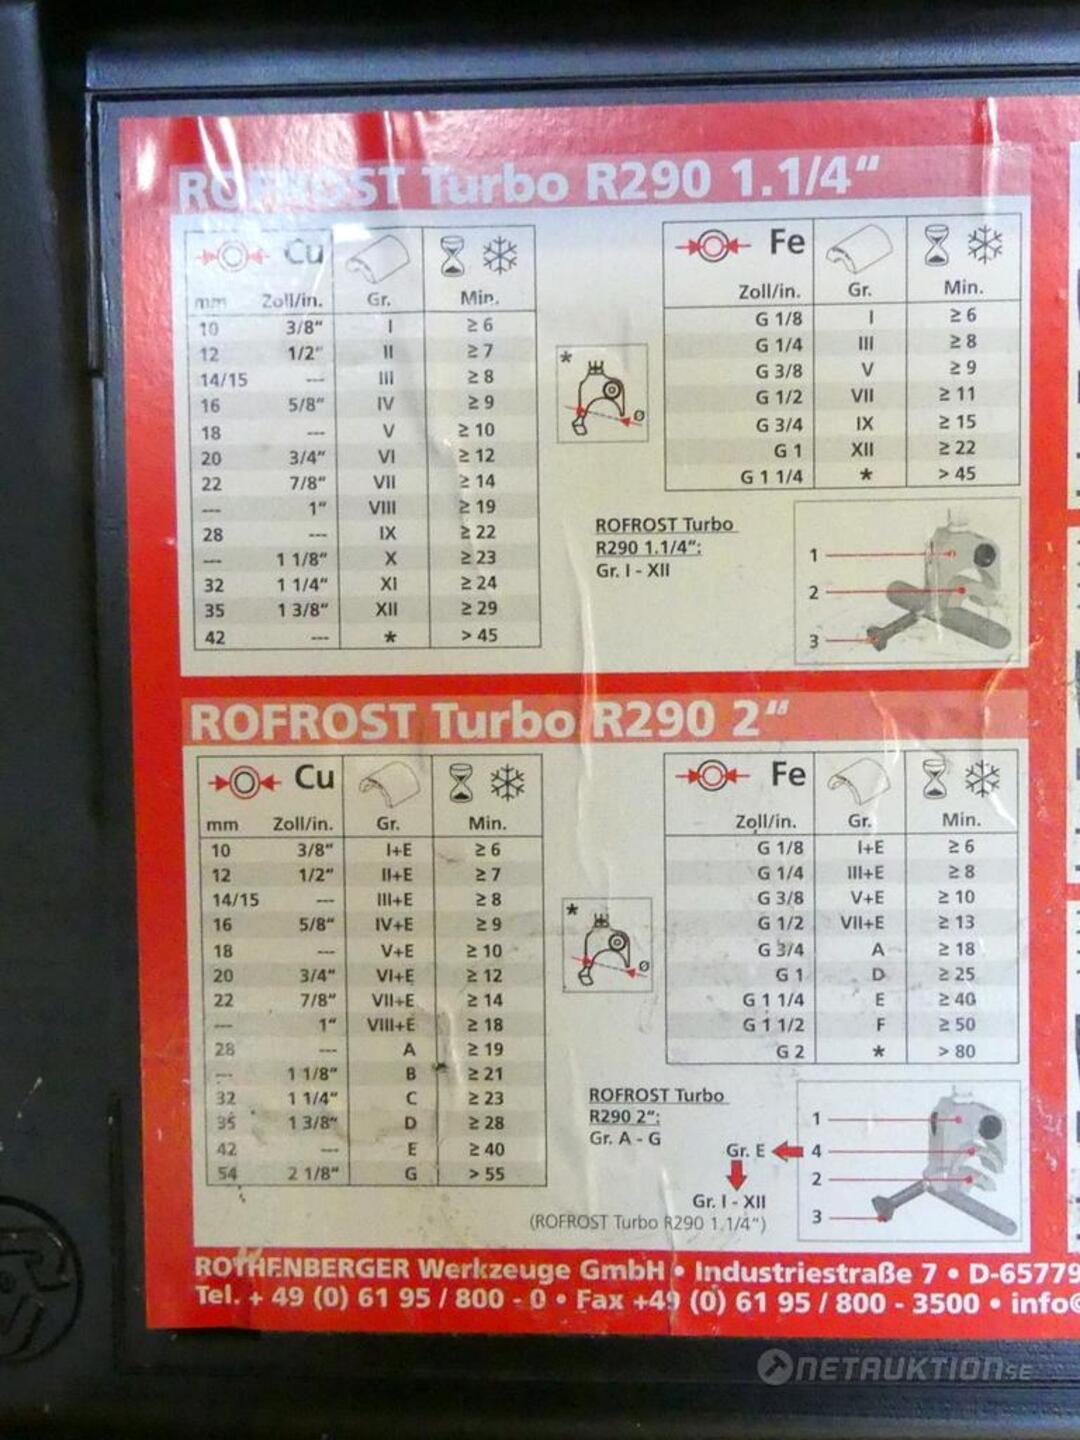 ROFROST Turbo R290 1.1/4“
Cu
mm Zoll/in. Gr. Min.
10 3/8“ I ≥ 6
12 1/2“ II ≥ 7
14/15 --- III ≥ 8
16 5/8“ IV ≥ 9
18 --- V ≥ 10
20 3/4“ VI ≥ 12
22 7/8“ VII ≥ 14
--- 1“ VIII ≥ 19
28 --- IX ≥ 22
--- 1 1/8“ X ≥ 23
32 1 1/4“ XI ≥ 24
35 1 3/8“ XII ≥ 29
42 --- * > 45
* ø
Fe
Zoll/in. Gr. Min.
G 1/8 I ≥ 6
G 1/4 III ≥ 8
G 3/8 V ≥ 9
G 1/2 VII ≥ 11
G 3/4 IX ≥ 15
G 1 XII ≥ 22
G 1 1/4 * > 45
ROFROST Turbo
R290 1.1/4“:
Gr. I - XII
1
2
3
ROFROST Turbo R290 2“
Cu
mm Zoll/in. Gr. Min.
10 3/8“ I+E ≥ 6
12 1/2“ II+E ≥ 7
14/15 --- III+E ≥ 8
16 5/8“ IV+E ≥ 9
18 --- V+E ≥ 10
20 3/4“ VI+E ≥ 12
22 7/8“ VII+E ≥ 14
--- 1“ VIII+E ≥ 18
28 --- A ≥ 19
--- 1 1/8“ B ≥ 21
32 1 1/4“ C ≥ 23
35 1 3/8“ D ≥ 28
42 --- E ≥ 40
54 2 1/8“ G > 55
* ø
Fe
Zoll/in. Gr. Min.
G 1/8 I+E ≥ 6
G 1/4 III+E ≥ 8
G 3/8 V+E ≥ 10
G 1/2 VII+E ≥ 13
G 3/4 A ≥ 18
G 1 D ≥ 25
G 1 1/4 E ≥ 40
G 1 1/2 F ≥ 50
G 2 * > 80
ROFROST Turbo
R290 2“:
Gr. A - G
1
Gr. E 4
2
Gr. I - XII
3
(ROFROST Turbo R290 1.1/4“)
ROTHENBERGER Werkzeuge GmbH • Industriestraße 7 • D-65779
Tel. + 49 (0) 61 95 / 800 - 0 • Fax +49 (0) 61 95 / 800 - 3500 • info@
NETAUKTION.SE